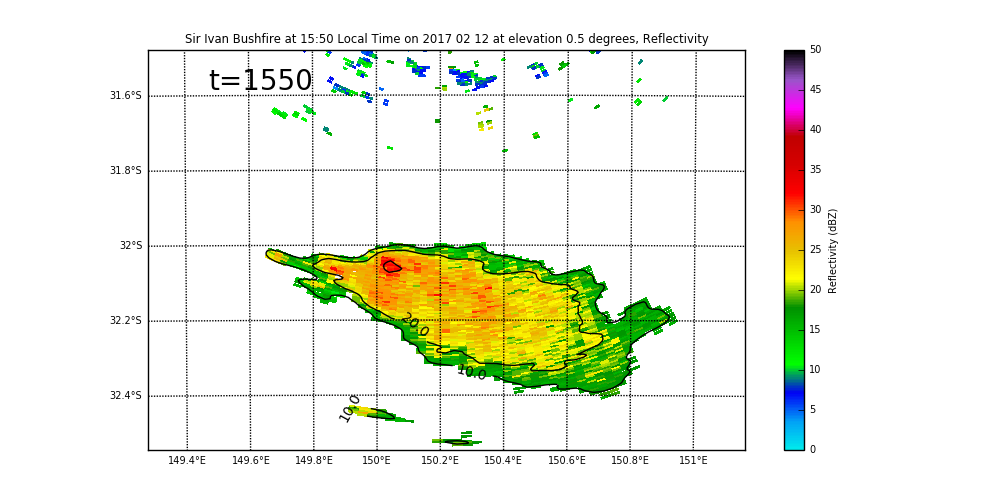 Sir Ivan Bushfire at 15:50 Local Time on 2017 02 12 at elevation 0.5 degrees, Reflectivity
t=1550
31.6°S
31.8°S
32°S
32.2°S
32.4°S
20.0
10.0
10.0
149.4°E 149.6°E 149.8°E 150°E 150.2°E 150.4°E 150.6°E 150.8°E 151°E
50
45
40
35
30
25
20
15
10
5
0
Reflectivity (dBZ)